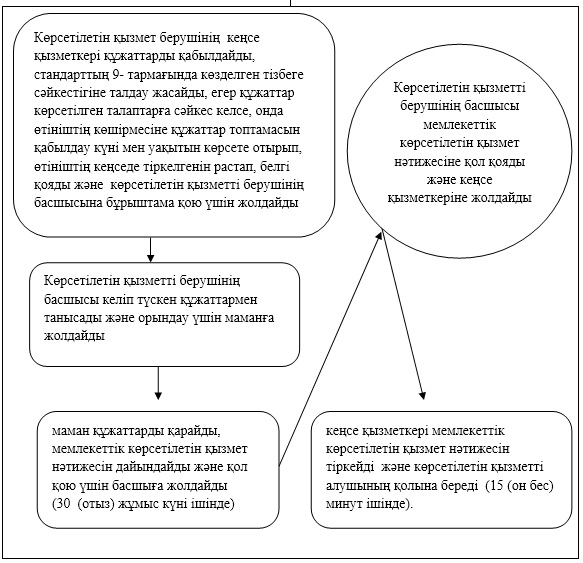 Көрсетілетін қызмет берушінің кеңсе
қызметкері құжаттарды қабылдайды,
стандарттың 9- тармағында көзделген тізбеге
сәйкестігіне талдау жасайды, егер құжаттар
көрсетілген талаптарға сәйкес келсе, онда
өтініштің көшірмесіне құжаттар топтамасын
қабылдау күні мен уақытын көрсете отырып,
өтініштің кеңседе тіркелгенін растап, белгі
қояды және көрсетілетін қызметті берушінің
басшысына бұрыштама қою үшін жолдайды
Көрсетілетін қызметті берушінің
басшысы келіп түскен құжаттармен
танысады және орындау үшін маманға
жолдайды
маман құжаттарды қарайды,
мемлекеттік көрсетілетін қызмет
нәтижесін дайындайды және қол
қою үшін басшыға жолдайды
(30 (отыз) жұмыс күні ішінде)
Көрсетілетін қызметті
берушінің басшысы
мемлекеттік
көрсетілетін қызмет
нәтижесіне қол қояды
және кеңсе
қызметкеріне жолдайды
кеңсе қызметкері мемлекеттік
көрсетілетін қызмет нәтижесін
тіркейді және көрсетілетін қызметті
алушының қолына береді (15 (он бес)
минут ішінде).